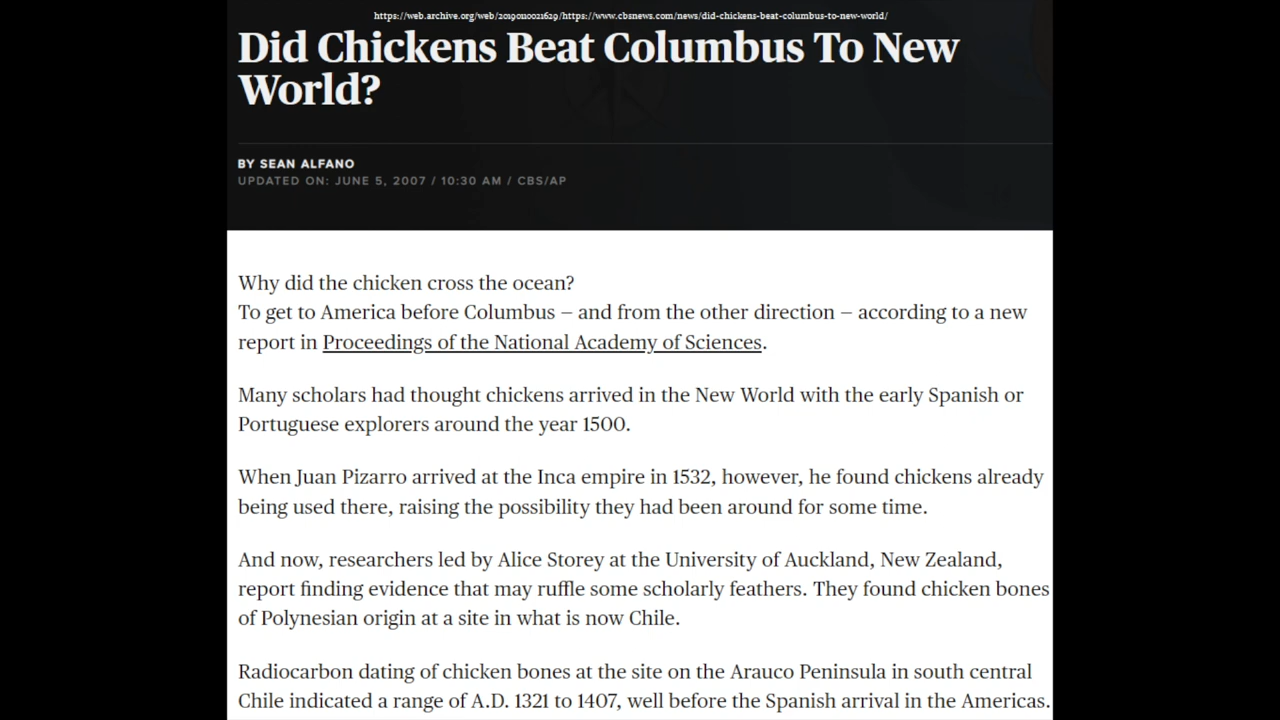 https://web.archive.org/web/20190110021629/https://www.cbsnews.com/news/did-chickens-beat-columbus-to-new-world/
Did Chickens Beat Columbus To New
World?
BY SEAN ALFANO
UPDATED ON: JUNE 5, 2007 / 10:30 AM / CBS/AP
Why did the chicken cross the ocean?
To get to America before Columbus – and from the other direction – according to a new
report in Proceedings of the National Academy of Sciences.
Many scholars had thought chickens arrived in the New World with the early Spanish or
Portuguese explorers around the year 1500.
When Juan Pizarro arrived at the Inca empire in 1532, however, he found chickens already
being used there, raising the possibility they had been around for some time.
And now, researchers led by Alice Storey at the University of Auckland, New Zealand,
report finding evidence that may ruffle some scholarly feathers. They found chicken bones
of Polynesian origin at a site in what is now Chile.
Radiocarbon dating of chicken bones at the site on the Arauco Peninsula in south central
Chile indicated a range of A.D. 1321 to 1407, well before the Spanish arrival in the Americas.